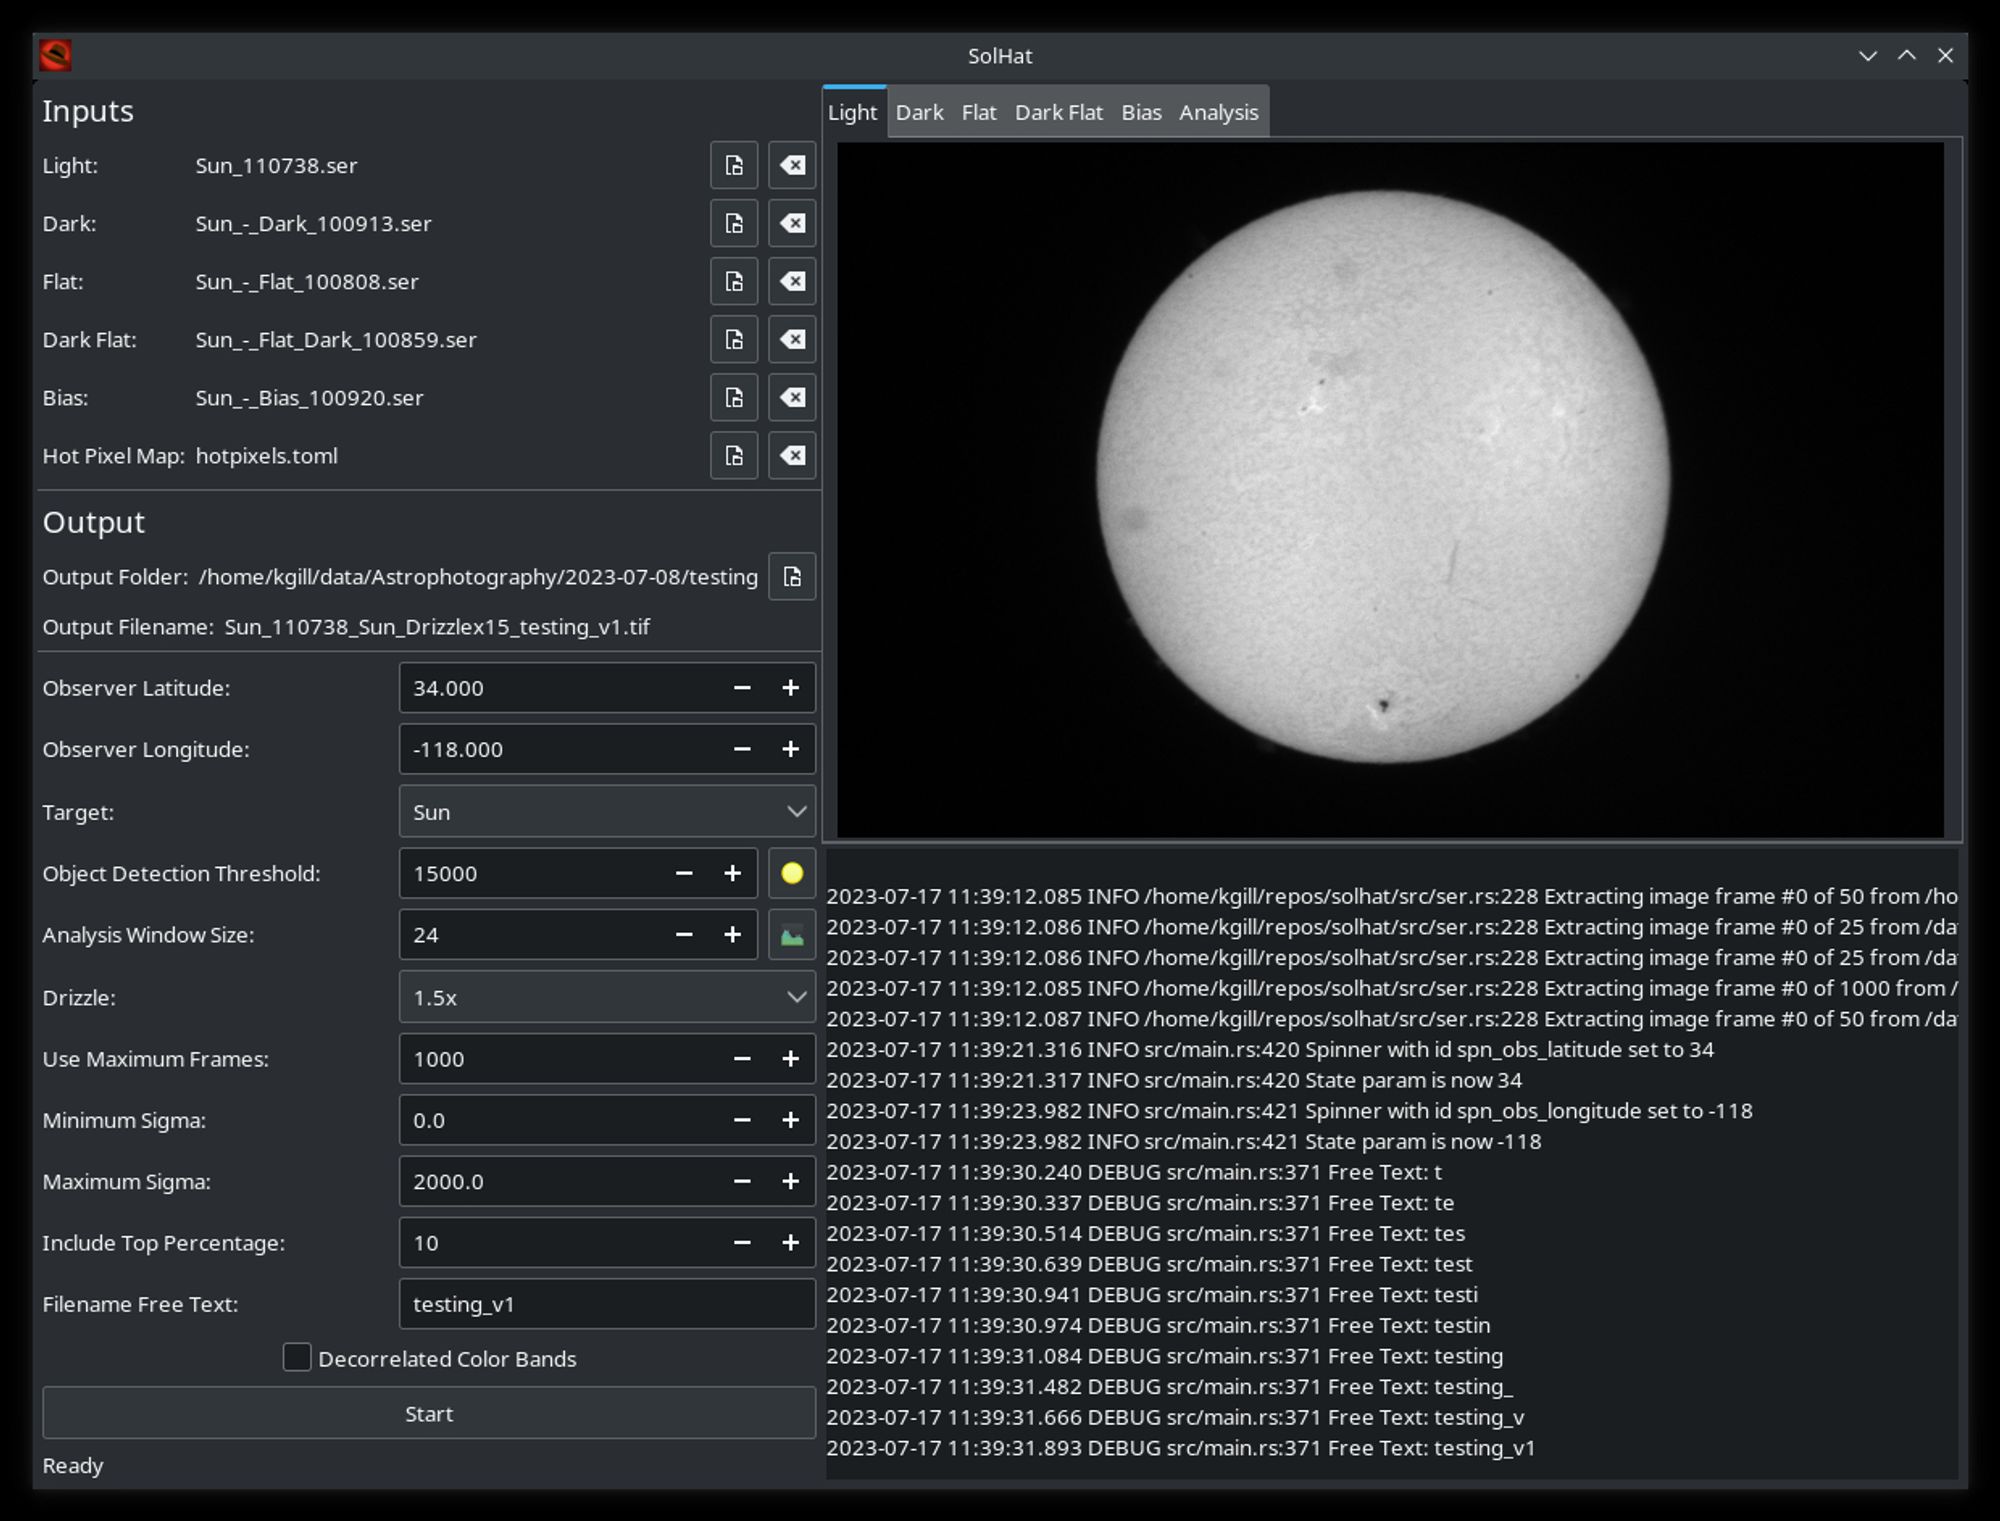 SolHat
Inputs
Light: Sun_110738.ser
Dark: Sun_-_Dark_100913.ser
Flat: Sun_-_Flat_100808.ser
Dark Flat: Sun_-_Flat_Dark_100859.ser
Bias: Sun_-_Bias_100920.ser
Hot Pixel Map: hotpixels.toml
Output
Output Folder: /home/kgill/data/Astrophotography/2023-07-08/testing
Output Filename: Sun_110738_Sun_Drizzlex15_testing_v1.tif
Observer Latitude: 34.000
Observer Longitude: -118.000
Target: Sun
Object Detection Threshold: 15000
Analysis Window Size: 24
Drizzle: 1.5x
Use Maximum Frames: 1000
Minimum Sigma: 0.0
Maximum Sigma: 2000.0
Include Top Percentage: 10
Filename Free Text: testing_v1
Decorrelated Color Bands
Start
Ready
Light Dark Flat Dark Flat Bias Analysis
2023-07-17 11:39:12.085 INFO /home/kgill/repos/solhat/src/ser.rs:228 Extracting image frame #0 of 50 from /ho
2023-07-17 11:39:12.086 INFO /home/kgill/repos/solhat/src/ser.rs:228 Extracting image frame #0 of 25 from /da
2023-07-17 11:39:12.086 INFO /home/kgill/repos/solhat/src/ser.rs:228 Extracting image frame #0 of 25 from /da
2023-07-17 11:39:12.085 INFO /home/kgill/repos/solhat/src/ser.rs:228 Extracting image frame #0 of 1000 from /
2023-07-17 11:39:12.087 INFO /home/kgill/repos/solhat/src/ser.rs:228 Extracting image frame #0 of 50 from /da
2023-07-17 11:39:21.316 INFO src/main.rs:420 Spinner with id spn_obs_latitude set to 34
2023-07-17 11:39:21.317 INFO src/main.rs:420 State param is now 34
2023-07-17 11:39:23.982 INFO src/main.rs:421 Spinner with id spn_obs_longitude set to -118
2023-07-17 11:39:23.982 INFO src/main.rs:421 State param is now -118
2023-07-17 11:39:30.240 DEBUG src/main.rs:371 Free Text: t
2023-07-17 11:39:30.337 DEBUG src/main.rs:371 Free Text: te
2023-07-17 11:39:30.514 DEBUG src/main.rs:371 Free Text: tes
2023-07-17 11:39:30.639 DEBUG src/main.rs:371 Free Text: test
2023-07-17 11:39:30.941 DEBUG src/main.rs:371 Free Text: testi
2023-07-17 11:39:30.974 DEBUG src/main.rs:371 Free Text: testin
2023-07-17 11:39:31.084 DEBUG src/main.rs:371 Free Text: testing
2023-07-17 11:39:31.482 DEBUG src/main.rs:371 Free Text: testing_
2023-07-17 11:39:31.666 DEBUG src/main.rs:371 Free Text: testing_v
2023-07-17 11:39:31.893 DEBUG src/main.rs:371 Free Text: testing_v1